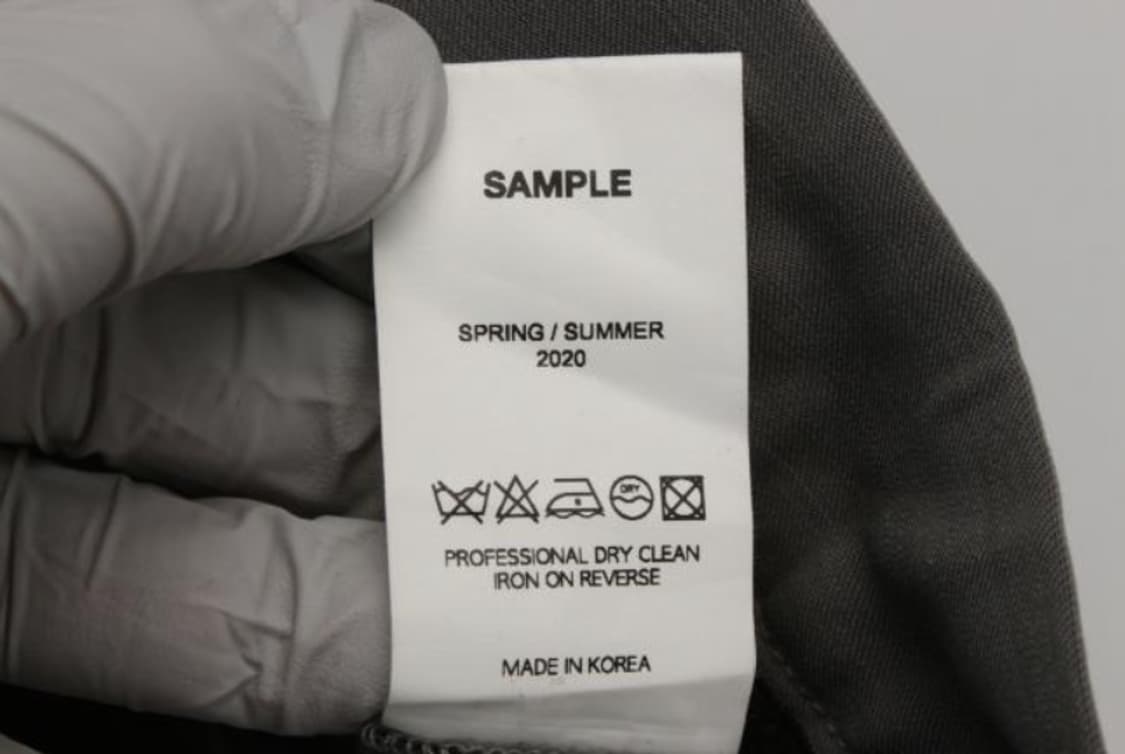 SAMPLE
SPRING / SUMMER
2020
DRY
PROFESSIONAL DRY CLEAN
IRON ON REVERSE
MADE IN KOREA